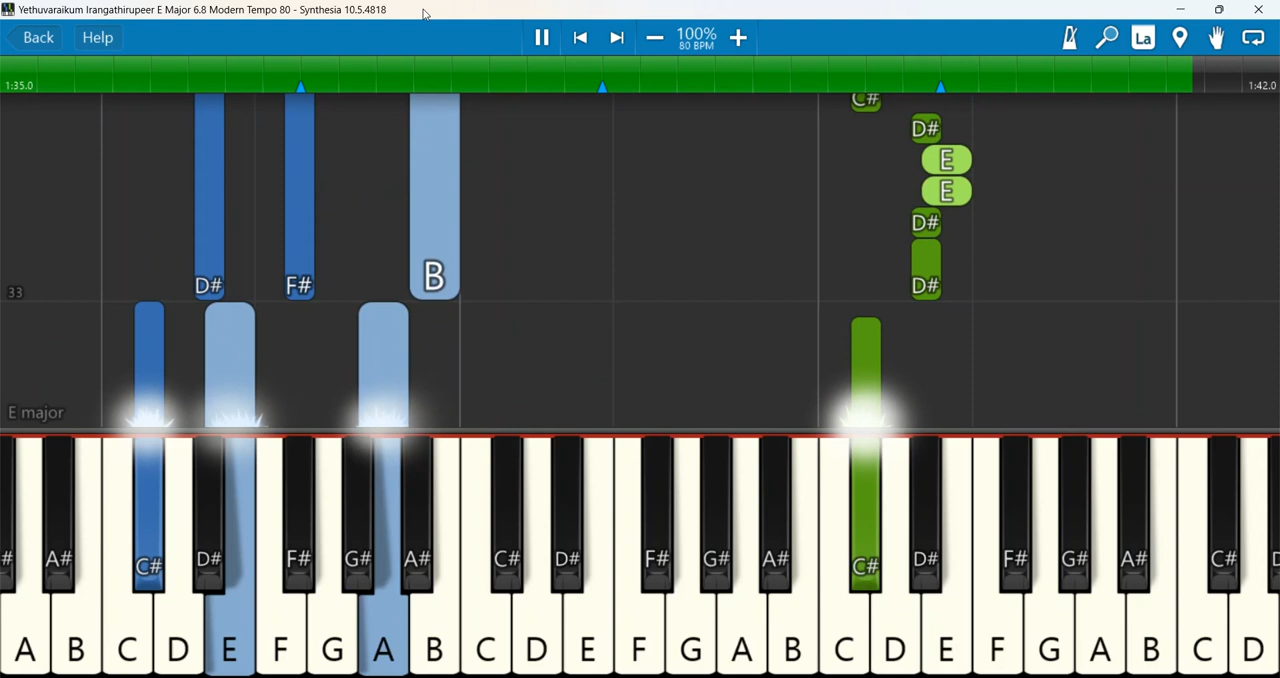 Yethuvaraikum Irangathirupeer E Major 6.8 Modern Tempo 80 - Synthesia 10.5.4818
Back Help 100% La
80 BPM
1:35.0 1:42.0
C#
D#
E
E
D#
D# F# B D#
33
E major
# A# C# D# F# G# A# C# D# F# G# A# C# D# F# G# A# C# D
A B C D E F G A B C D E F G A B C D E F G A B C D